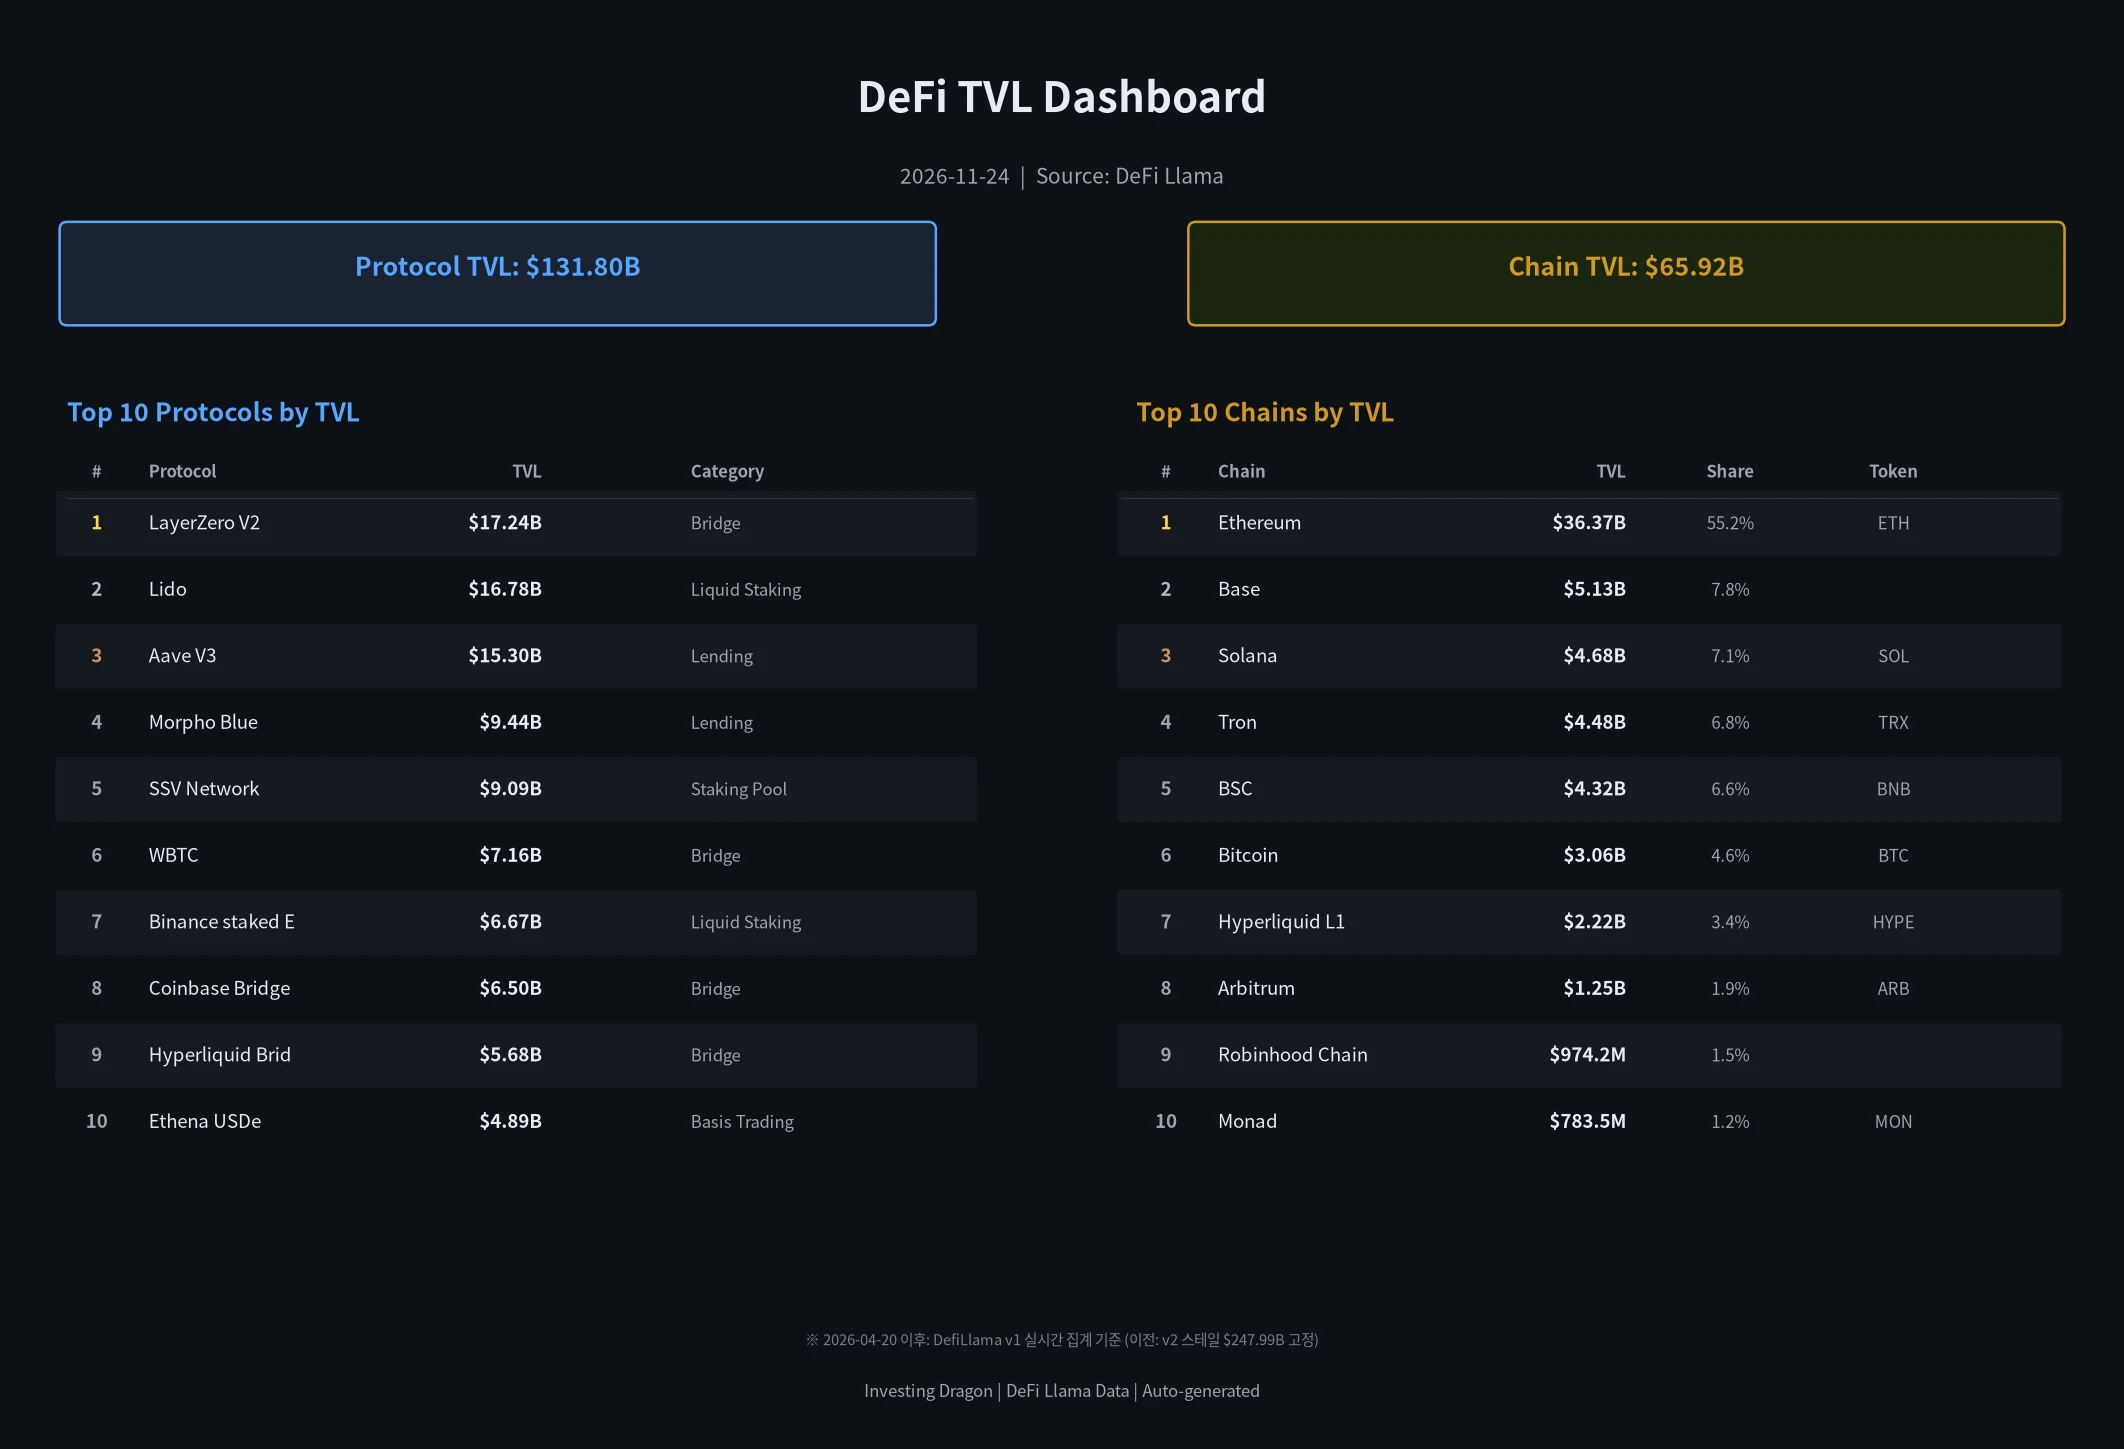 DeFi TVL Dashboard
2026-11-24 | Source: DeFi Llama
Protocol TVL: $131.80B
Chain TVL: $65.92B
Top 10 Protocols by TVL
# Protocol TVL Category
1 LayerZero V2 $17.24B Bridge
2 Lido $16.78B Liquid Staking
3 Aave V3 $15.30B Lending
4 Morpho Blue $9.44B Lending
5 SSV Network $9.09B Staking Pool
6 WBTC $7.16B Bridge
7 Binance staked E $6.67B Liquid Staking
8 Coinbase Bridge $6.50B Bridge
9 Hyperliquid Brid $5.68B Bridge
10 Ethena USDe $4.89B Basis Trading
Top 10 Chains by TVL
# Chain TVL Share Token
1 Ethereum $36.37B 55.2% ETH
2 Base $5.13B 7.8%
3 Solana $4.68B 7.1% SOL
4 Tron $4.48B 6.8% TRX
5 BSC $4.32B 6.6% BNB
6 Bitcoin $3.06B 4.6% BTC
7 Hyperliquid L1 $2.22B 3.4% HYPE
8 Arbitrum $1.25B 1.9% ARB
9 Robinhood Chain $974.2M 1.5%
10 Monad $783.5M 1.2% MON
※ 2026-04-20 이후: DefiLlama v1 실시간 집계 기준 (이전: v2 스테일 $247.99B 고정)
Investing Dragon | DeFi Llama Data | Auto-generated